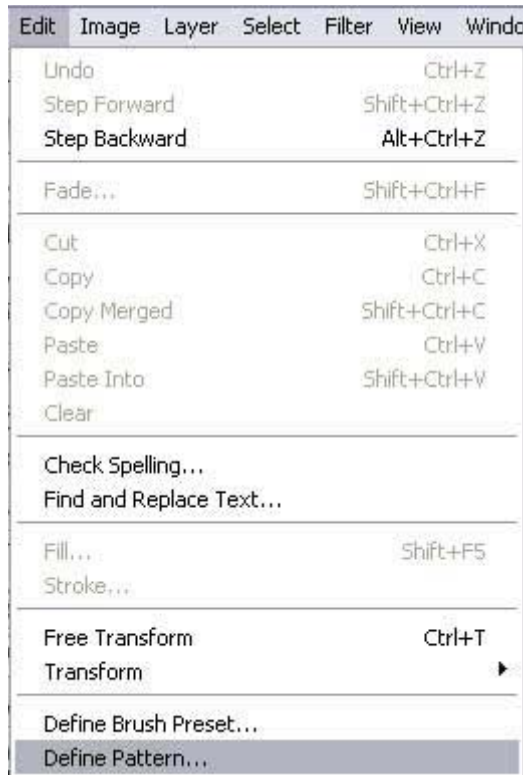 Edit Image Layer Select Filter View Windo
Undo Ctrl+Z
Step Forward Shift+Ctrl+Z
Step Backward Alt+Ctrl+Z
Fade... Shift+Ctrl+F
Cut Ctrl+X
Copy Ctrl+C
Copy Merged Shift+Ctrl+C
Paste Ctrl+V
Paste Into Shift+Ctrl+V
Clear
Check Spelling...
Find and Replace Text...
Fill... Shift+F5
Stroke...
Free Transform Ctrl+T
Transform
Define Brush Preset...
Define Pattern...